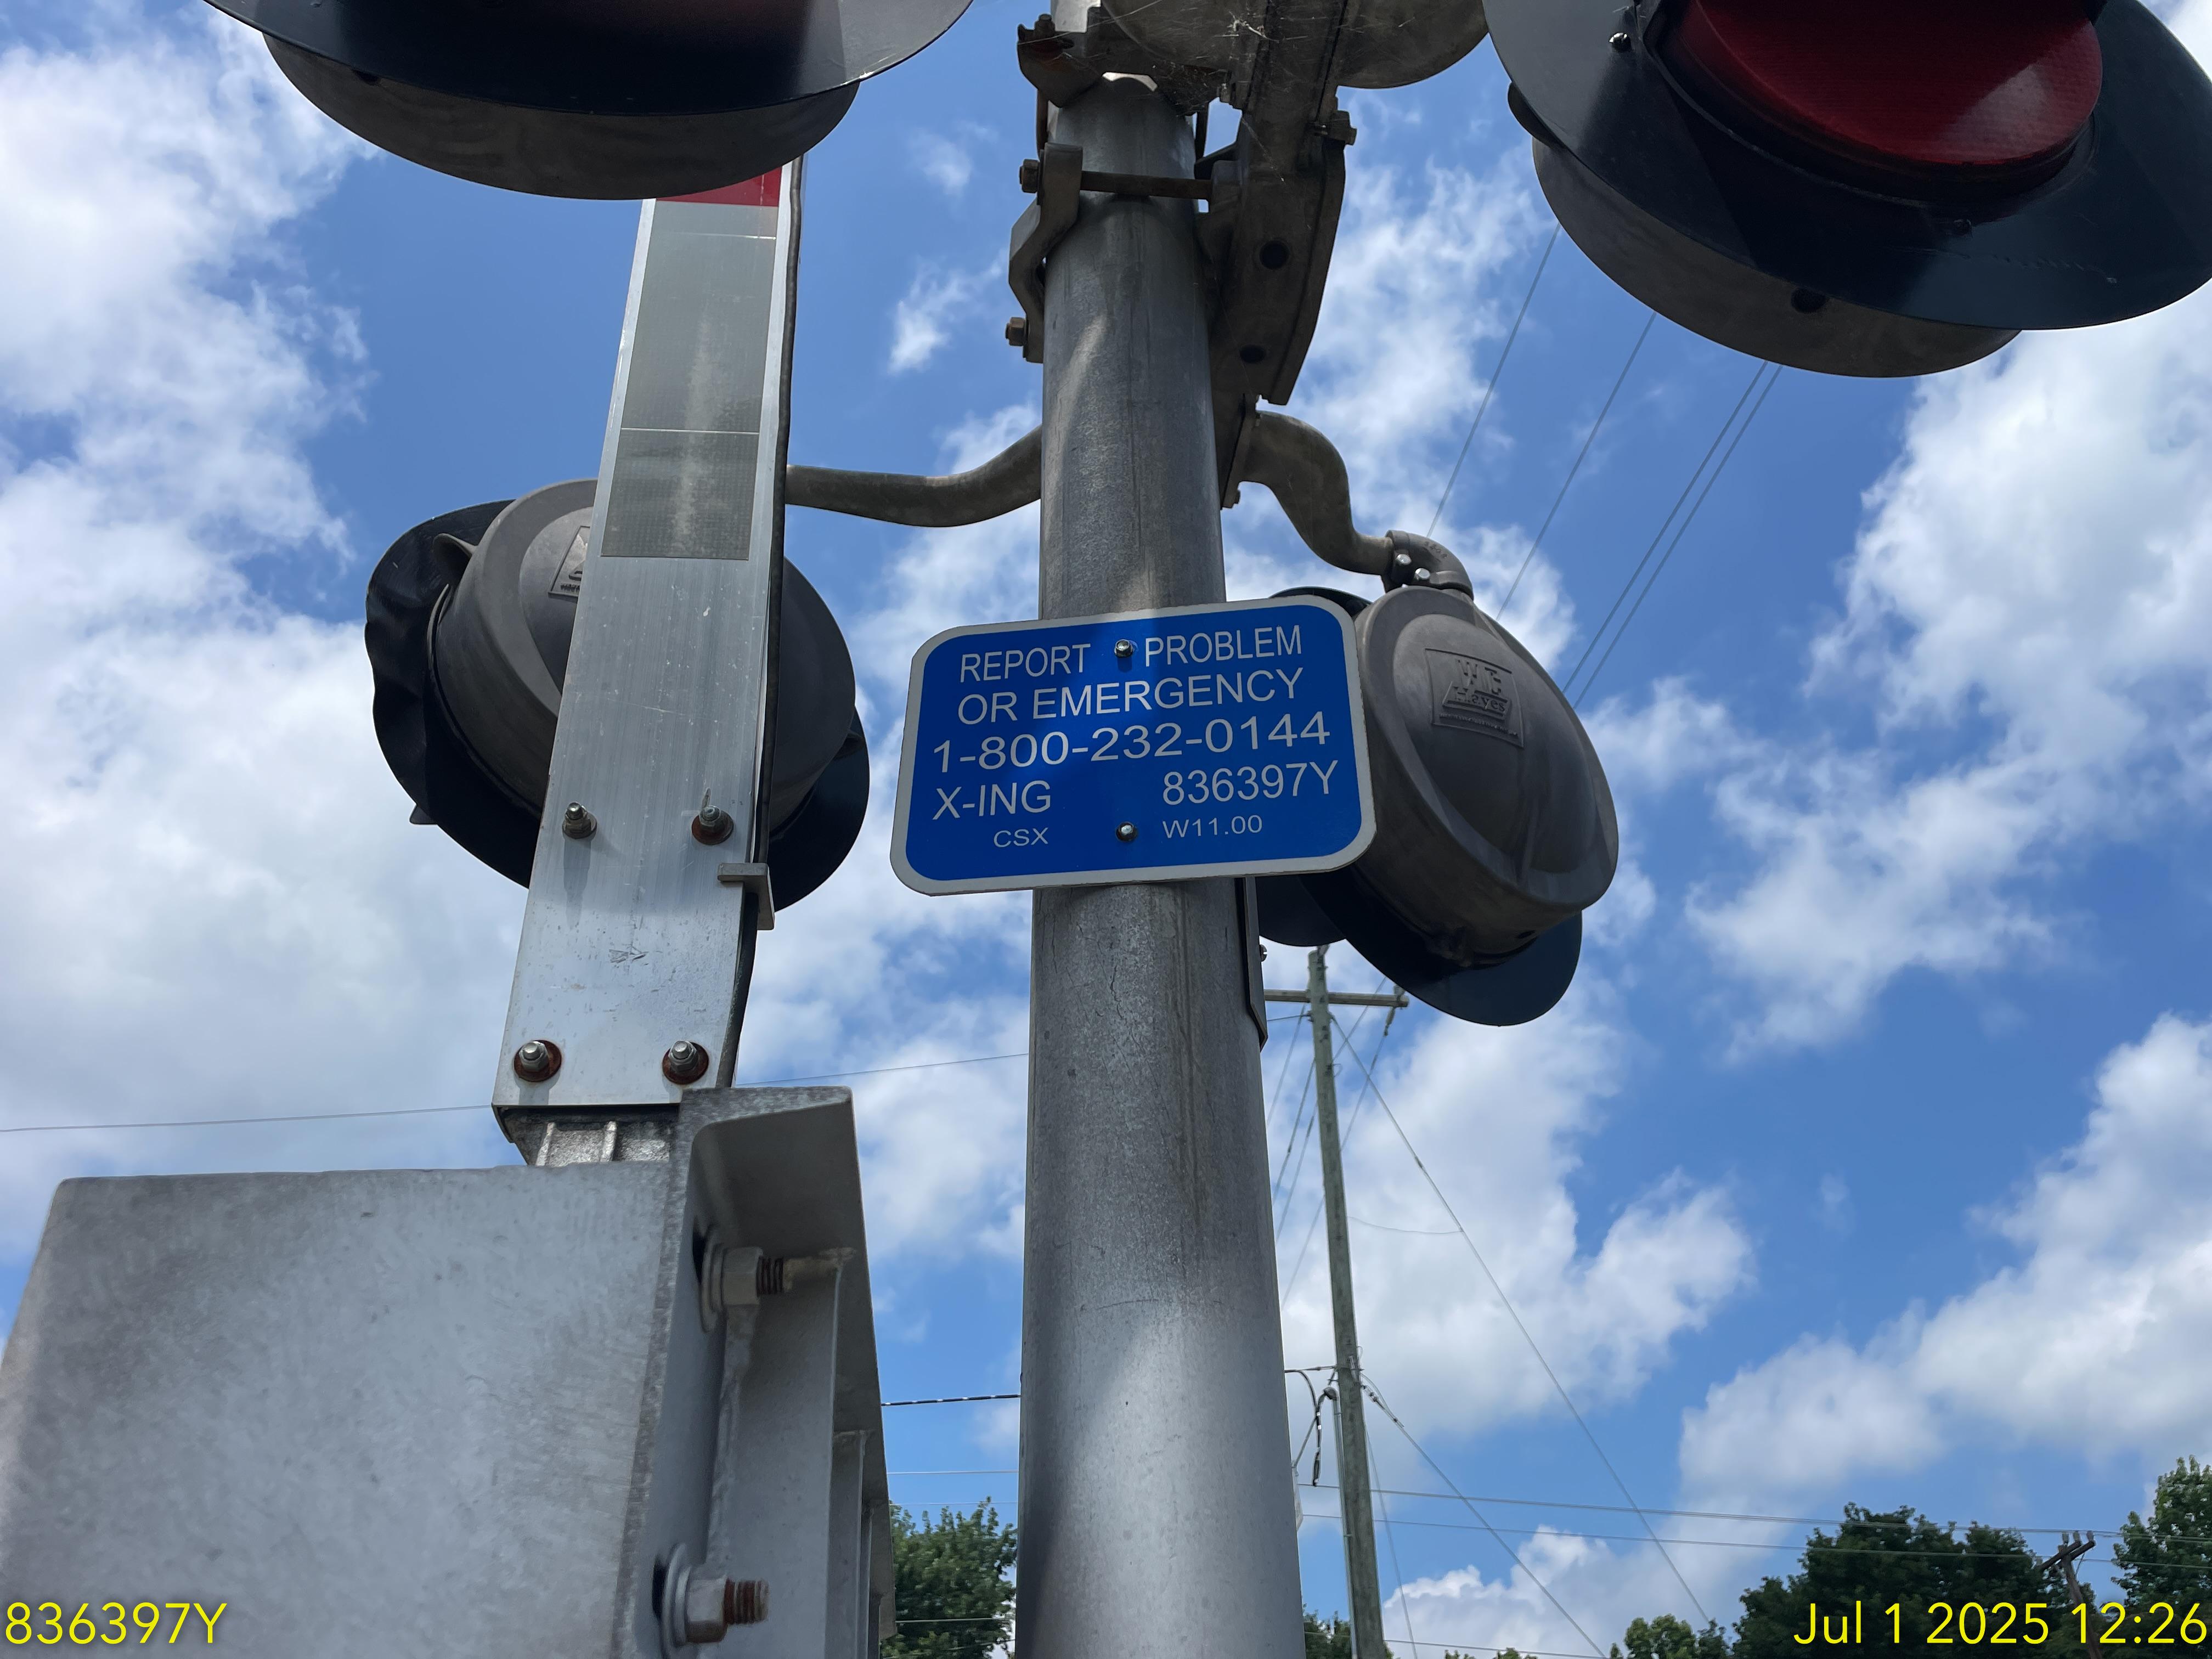 REPORT PROBLEM
OR EMERGENCY
1-800-232-0144
X-ING 836397Y
CSX W11.00
Hayes
836397Y
Jul 1 2025 12:26